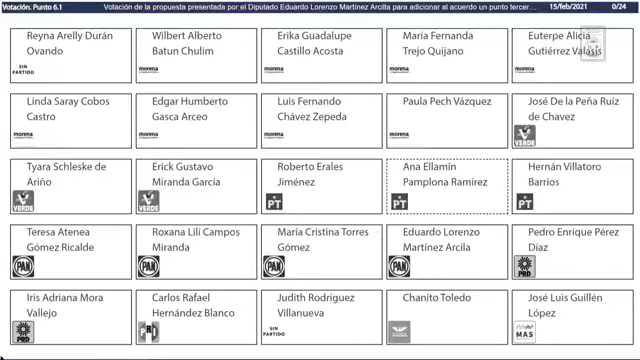 Votación. Punto 6.1 Votación de la propuesta presentada por el Diputado Eduardo Lorenzo Martínez Arcilla para adicionar al acuerdo un punto tercer... 15/feb/2021 0/24
Reyna Arelly Durán Ovando
SIN PARTIDO
Wilbert Alberto Batun Chulim
morena
Erika Guadalupe Castillo Acosta
morena
María Fernanda Trejo Quijano
morena
Euterpe Alicia Gutiérrez Valasis
morena
Linda Saray Cobos Castro
morena
Edgar Humberto Gasca Arceo
morena
Luis Fernando Chávez Zepeda
morena
Paula Pech Vázquez
morena
José De la Peña Ruíz de Chavez
VERDE
Tyara Schleske de Ariño
VERDE
Erick Gustavo Miranda García
VERDE
Roberto Erales Jiménez
PT
Ana Ellamin Pamplona Ramírez
PT
Hernán Villatoro Barrios
PT
Teresa Atenea Gómez Ricalde
PAN
Roxana Lili Campos Miranda
PAN
María Cristina Torres Gómez
PAN
Eduardo Lorenzo Martínez Arcila
PAN
Pedro Enrique Pérez Díaz
PRD
Iris Adriana Mora Vallejo
PRD
Carlos Rafael Hernández Blanco
PRI
Judith Rodríguez Villanueva
SIN PARTIDO
Chanito Toledo
José Luis Guillén López
MAS